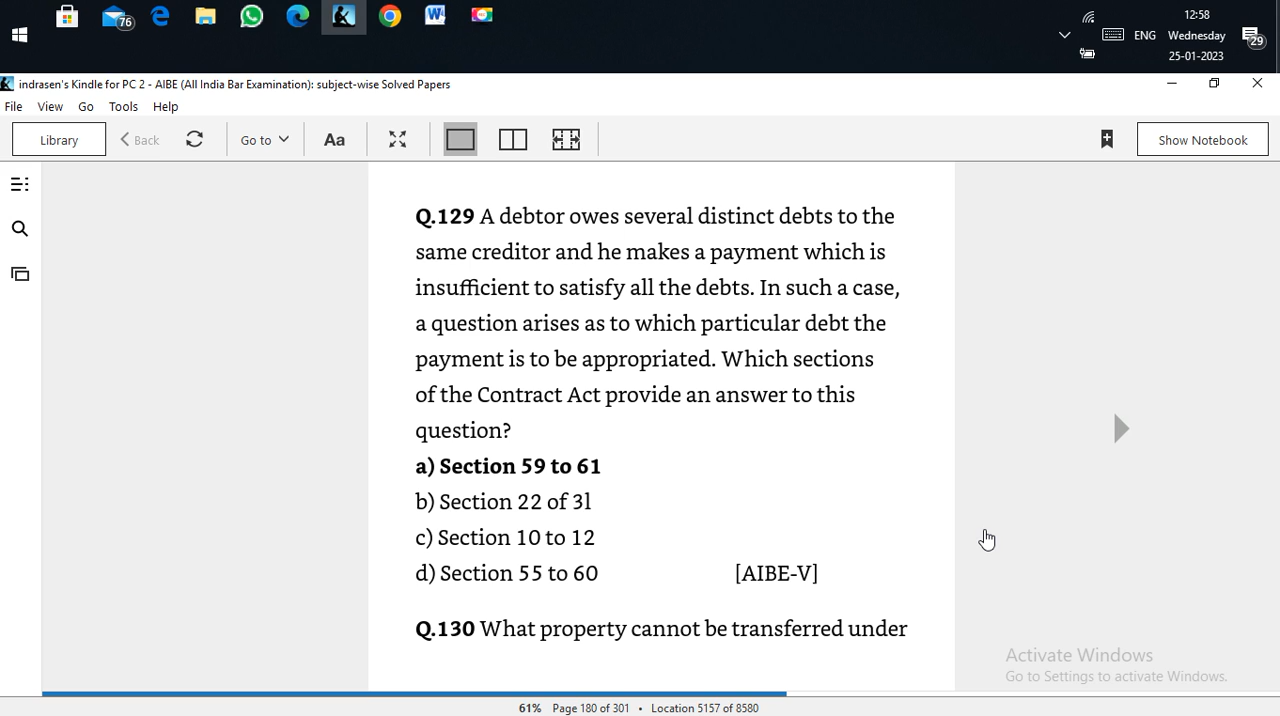 76
ENG
12:58
Wednesday
25-01-2023
29
indrasen's Kindle for PC 2 - AIBE (All India Bar Examination): subject-wise Solved Papers
File View Go Tools Help
Library Back Go to Aa Show Notebook
Q.129 A debtor owes several distinct debts to the
same creditor and he makes a payment which is
insufficient to satisfy all the debts. In such a case,
a question arises as to which particular debt the
payment is to be appropriated. Which sections
of the Contract Act provide an answer to this
question?
a) Section 59 to 61
b) Section 22 of 3l
c) Section 10 to 12
d) Section 55 to 60 [AIBE-V]
Q.130 What property cannot be transferred under
Activate Windows
Go to Settings to activate Windows.
61% Page 180 of 301 • Location 5157 of 8580